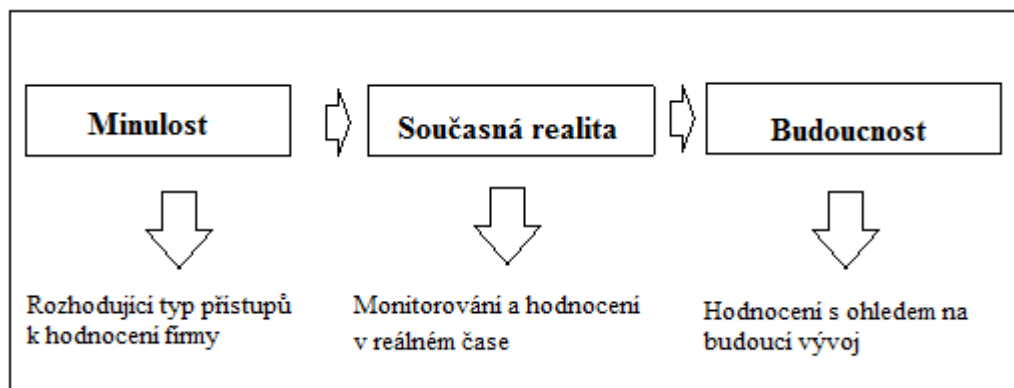 Minulost
Současná realita
Budoucnost
Rozhodující typ přístupů
k hodnocení firmy
Monitorování a hodnocení
v reálném čase
Hodnocení s ohledem na
budoucí vývoj